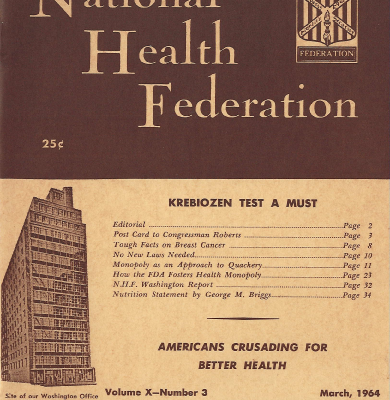 National
Health
Federation
FEDERATION
25¢
KREBIOZEN TEST A MUST
Editorial Page 2
Post Card to Congressman Roberts Page 3
Tough Facts on Breast Cancer Page 8
No New Laws Needed Page 10
Monopoly as an Approach to Quackery Page 11
How the FDA Fosters Health Monopoly Page 23
N.H.F. Washington Report Page 32
Nutrition Statement by George M. Briggs Page 34
AMERICANS CRUSADING FOR
BETTER HEALTH
Site of our Washington Office
Volume X—Number 3
March, 1964